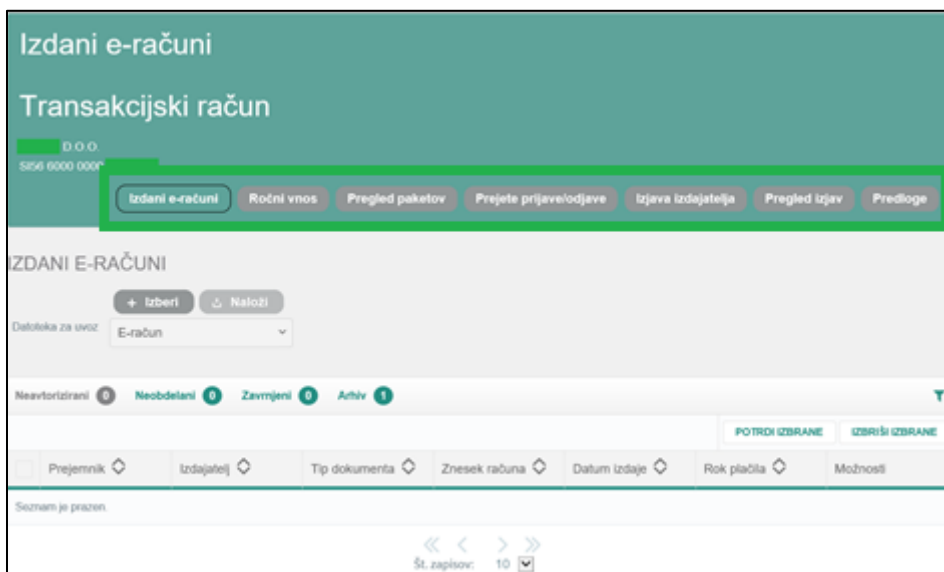 Izdani e-računi
Transakcijski račun
D.O.O.
SI56 6000 0000
Izdani e-računi Ročni vnos Pregled paketov Prejete prijave/odjave Izjava izdajatelja Pregled izjav Predloge
IZDANI E-RAČUNI
+ Izberi Naloži
Datoteka za uvoz E-račun
Neavtorizirani 0 Neobdelani 0 Zavrnjeni 0 Arhiv 1
POTRDI IZBRANE IZBRIŠI IZBRANE
Prejemnik Izdajatelj Tip dokumenta Znesek računa Datum izdaje Rok plačila Možnosti
Seznam je prazen.
Št. zapisov: 10